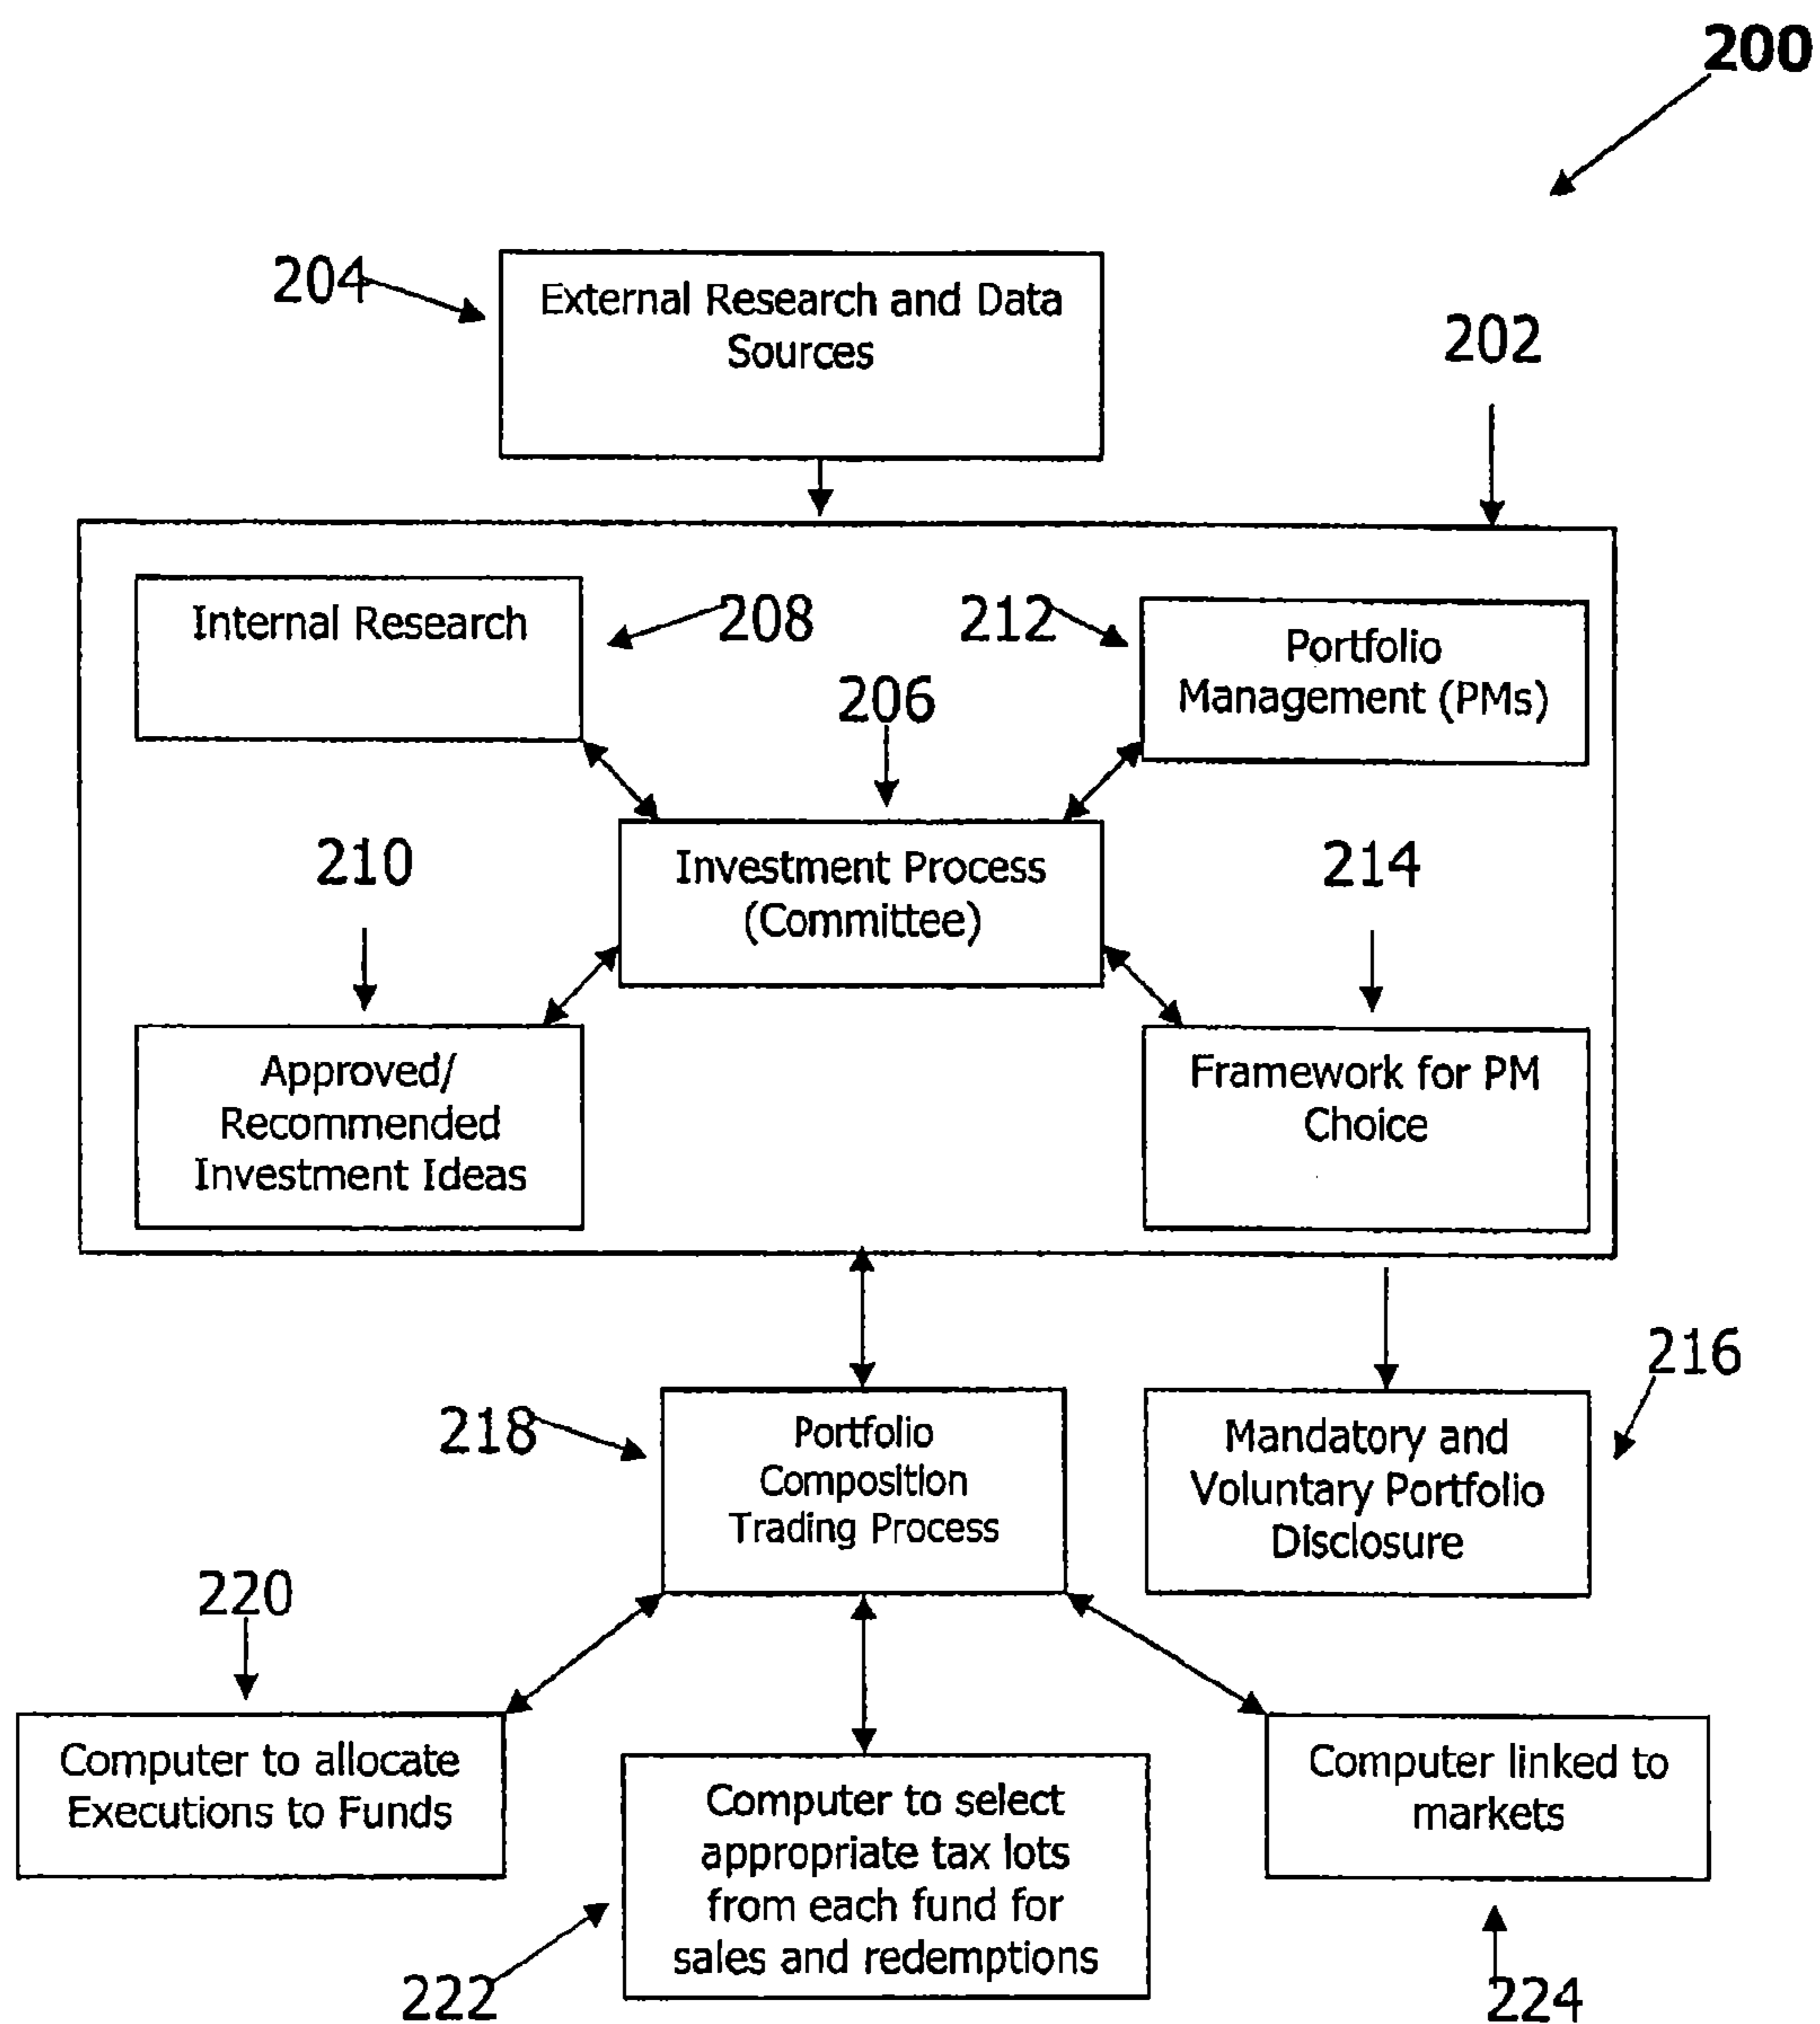 200
204
External Research and Data
Sources
202
Internal Research
208
212
Portfolio
Management (PMs)
206
210
Investment Process
(Committee)
214
Approved/
Recommended
Investment Ideas
Framework for PM
Choice
218
Portfolio
Composition
Trading Process
Mandatory and
Voluntary Portfolio
Disclosure
216
220
Computer to allocate
Executions to Funds
Computer to select
appropriate tax lots
from each fund for
sales and redemptions
Computer linked to
markets
222
224